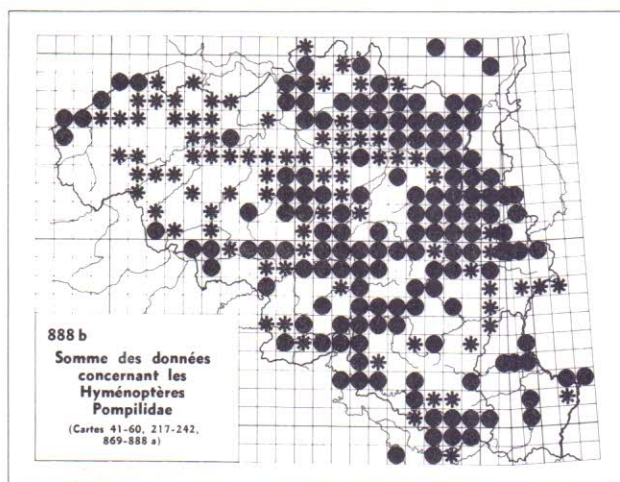 888 b
Somme des données
concernant les
Hyménoptères
Pompilidae
(Cartes 41-60, 217-242,
869-888 a)